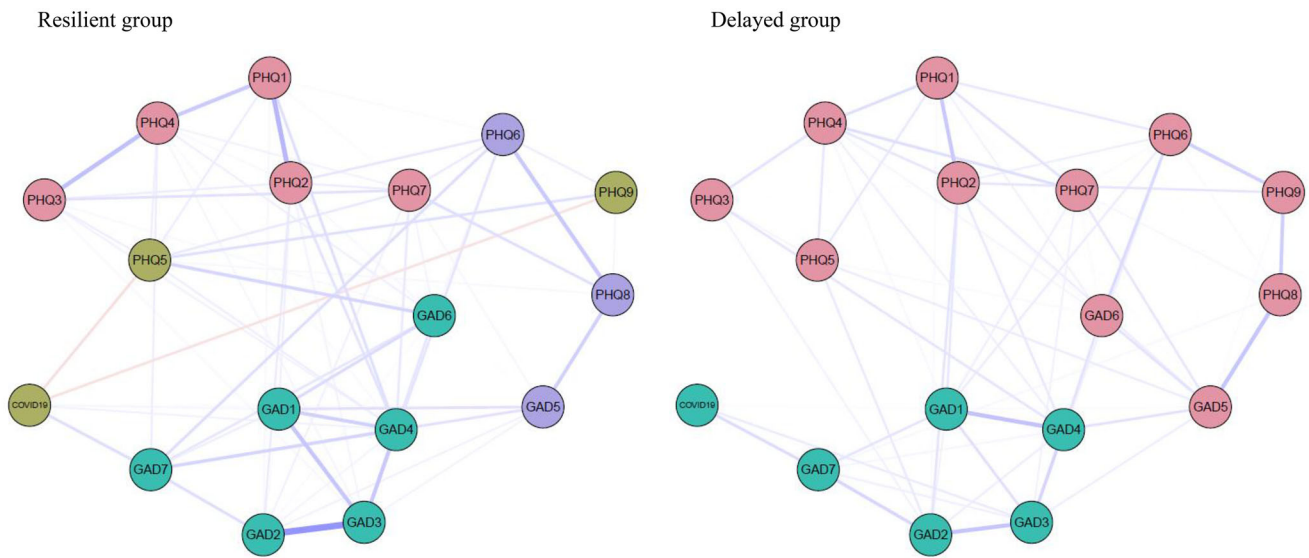 Resilient group
Delayed group
PHQ1
PHQ4
PHQ6
PHQ2
PHQ7
PHQ9
PHQ3
PHQ5
PHQ8
GAD6
COVID19
GAD1
GAD5
GAD4
GAD7
GAD3
GAD2
PHQ1
PHQ4
PHQ6
PHQ2
PHQ7
PHQ9
PHQ3
PHQ5
PHQ8
GAD6
COVID19
GAD1
GAD5
GAD4
GAD7
GAD3
GAD2